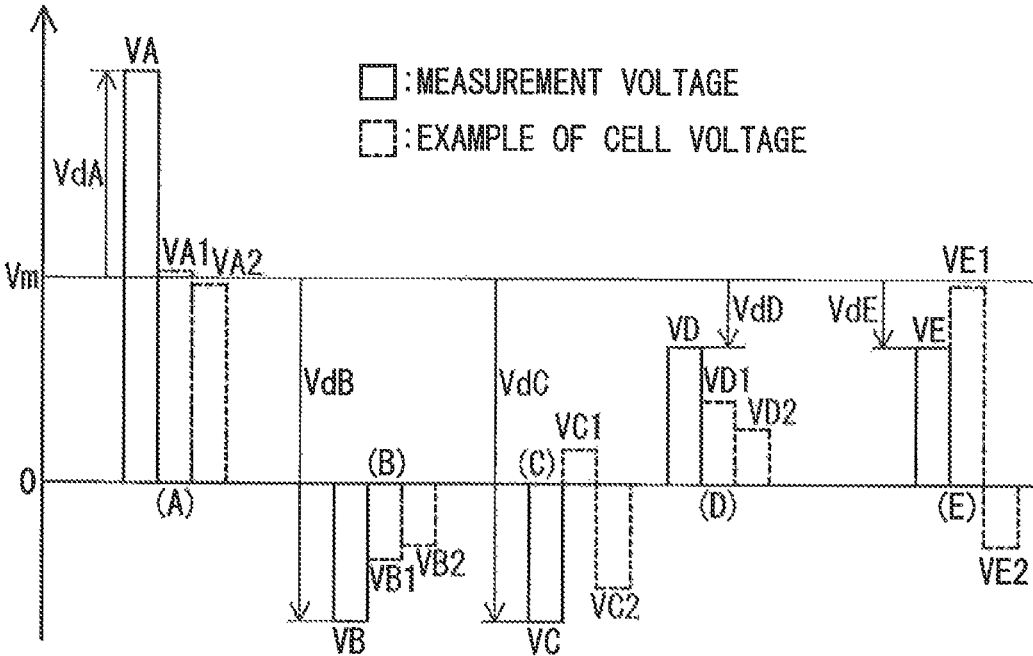 VA
:MEASUREMENT VOLTAGE
:EXAMPLE OF CELL VOLTAGE
VdA
VA1
VA2
Vm
VE1
VdD
VdE
VD
VE
VdB
VdC
VD1
VD2
VC1
(B)
(C)
0
(A)
(D)
(E)
VB1
VB2
VC2
VE2
VB
VC